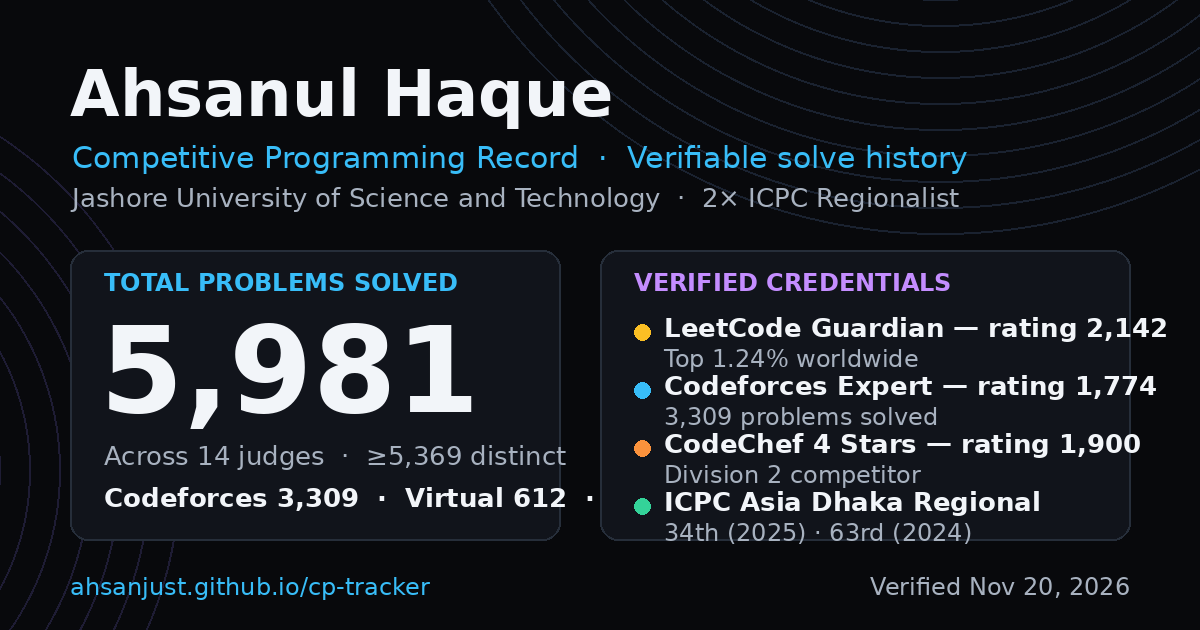 Ahsanul Haque
Competitive Programming Record · Verifiable solve history
Jashore University of Science and Technology · 2× ICPC Regionalist
TOTAL PROBLEMS SOLVED
5,981
Across 14 judges · ≥5,369 distinct
Codeforces 3,309 · Virtual 612 ·
VERIFIED CREDENTIALS
LeetCode Guardian — rating 2,142
Top 1.24% worldwide
Codeforces Expert — rating 1,774
3,309 problems solved
CodeChef 4 Stars — rating 1,900
Division 2 competitor
ICPC Asia Dhaka Regional
34th (2025) · 63rd (2024)
ahsanjust.github.io/cp-tracker
Verified Nov 20, 2026